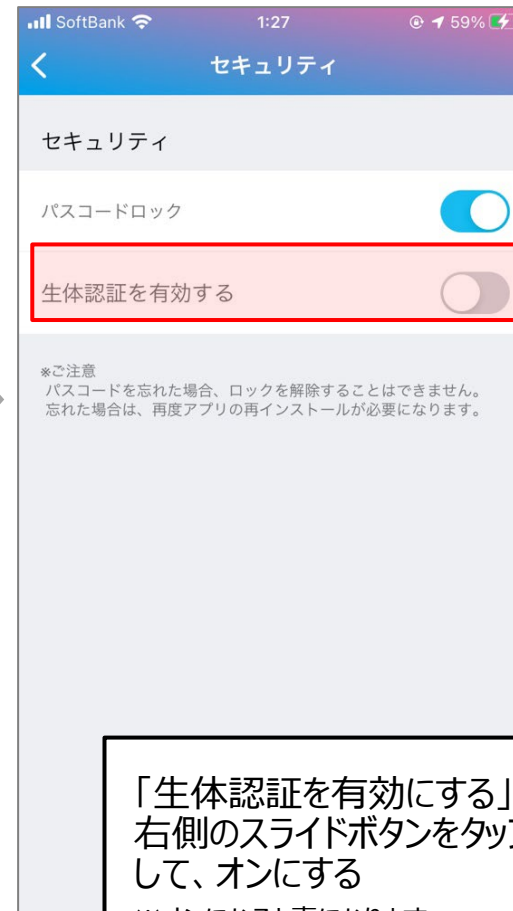 SoftBank 1:27 59%
セキュリティ
セキュリティ
パスコードロック
生体認証を有効する
※ご注意
パスコードを忘れた場合、ロックを解除することはできません。
忘れた場合は、再度アプリの再インストールが必要になります。
「生体認証を有効にする」
右側のスライドボタンをタップ
して、オンにする